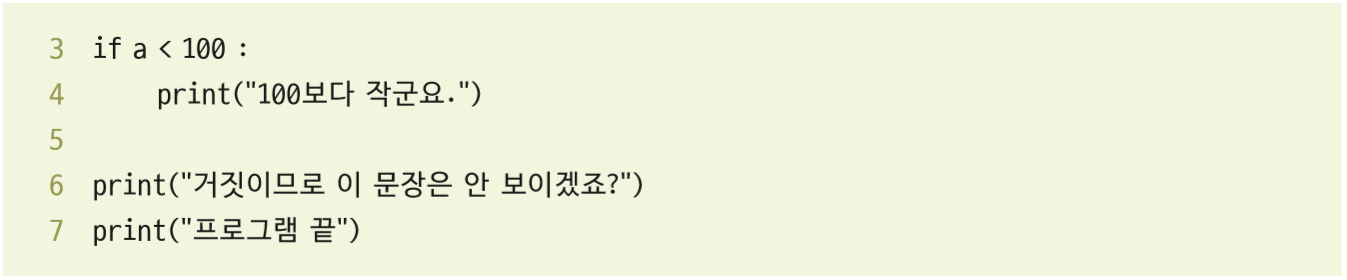 3 if a < 100 :
4     print("100보다 작군요.")
5
6 print("거짓이므로 이 문장은 안 보이겠죠?")
7 print("프로그램 끝")